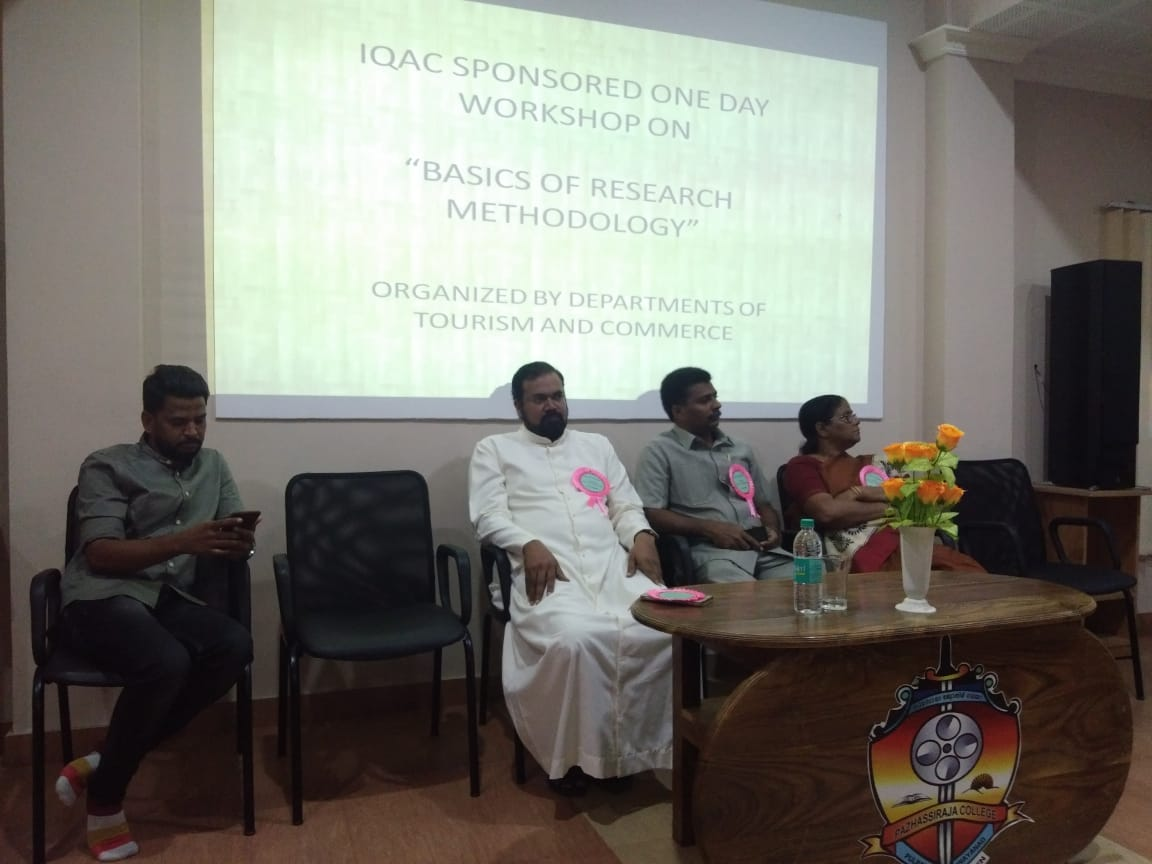 IQAC SPONSORED ONE DAY
WORKSHOP ON
“BASICS OF RESEARCH
METHODOLOGY”
ORGANIZED BY DEPARTMENTS OF
TOURISM AND COMMERCE
PAZHASSIRAJA COLLEGE